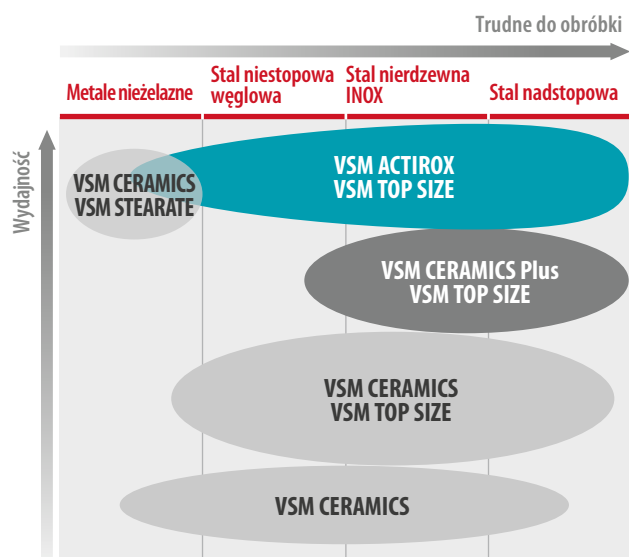 Trudne do obróbki
Metale nieżelazne
Stal niestopowa
węglowa
Stal nierdzewna
INOX
Stal nadstopowa
Wydajność
VSM CERAMICS
VSM STEARATE
VSM ACTIROX
VSM TOP SIZE
VSM CERAMICS Plus
VSM TOP SIZE
VSM CERAMICS
VSM TOP SIZE
VSM CERAMICS